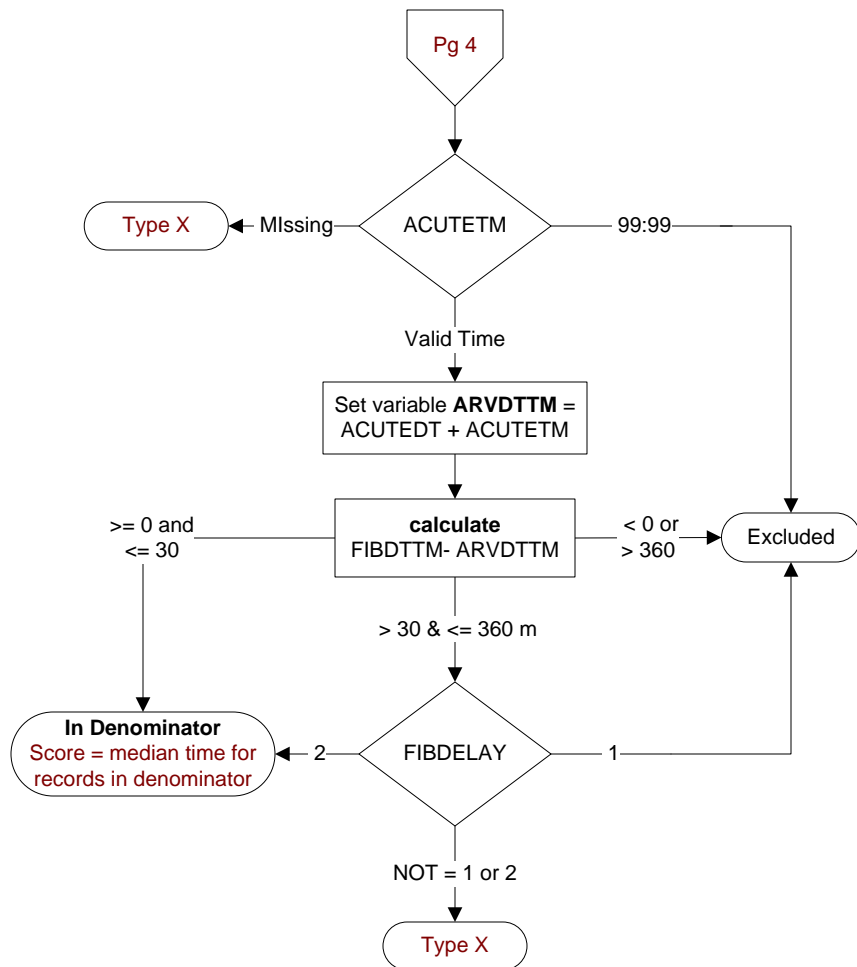 Pg 4
ACUTETM
MIssing
Type X
99:99
Valid Time
Set variable ARVDTTM =
ACUTEDT + ACUTETM
>= 0 and
<= 30
calculate
FIBDTTM- ARVDTTM
< 0 or
> 360
Excluded
> 30 & <= 360 m
In Denominator
Score = median time for
records in denominator
2
FIBDELAY
1
NOT = 1 or 2
Type X